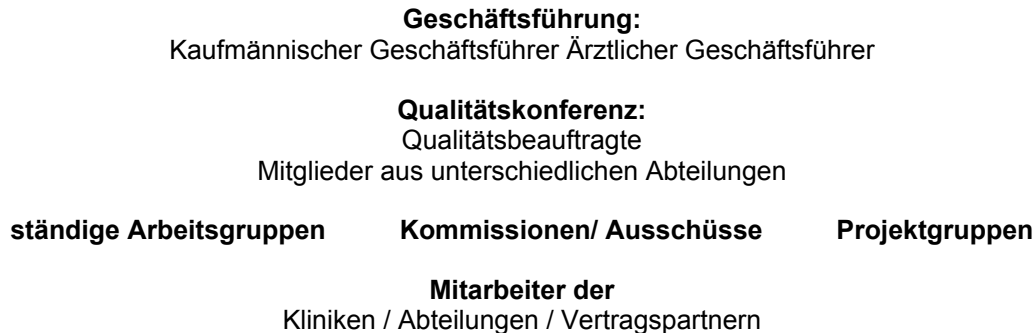 Geschäftsführung:
Kaufmännischer Geschäftsführer Ärztlicher Geschäftsführer
Qualitätskonferenz:
Qualitätsbeauftragte
Mitglieder aus unterschiedlichen Abteilungen
ständige Arbeitsgruppen Kommissionen/ Ausschüsse Projektgruppen
Mitarbeiter der
Kliniken / Abteilungen / Vertragspartnern